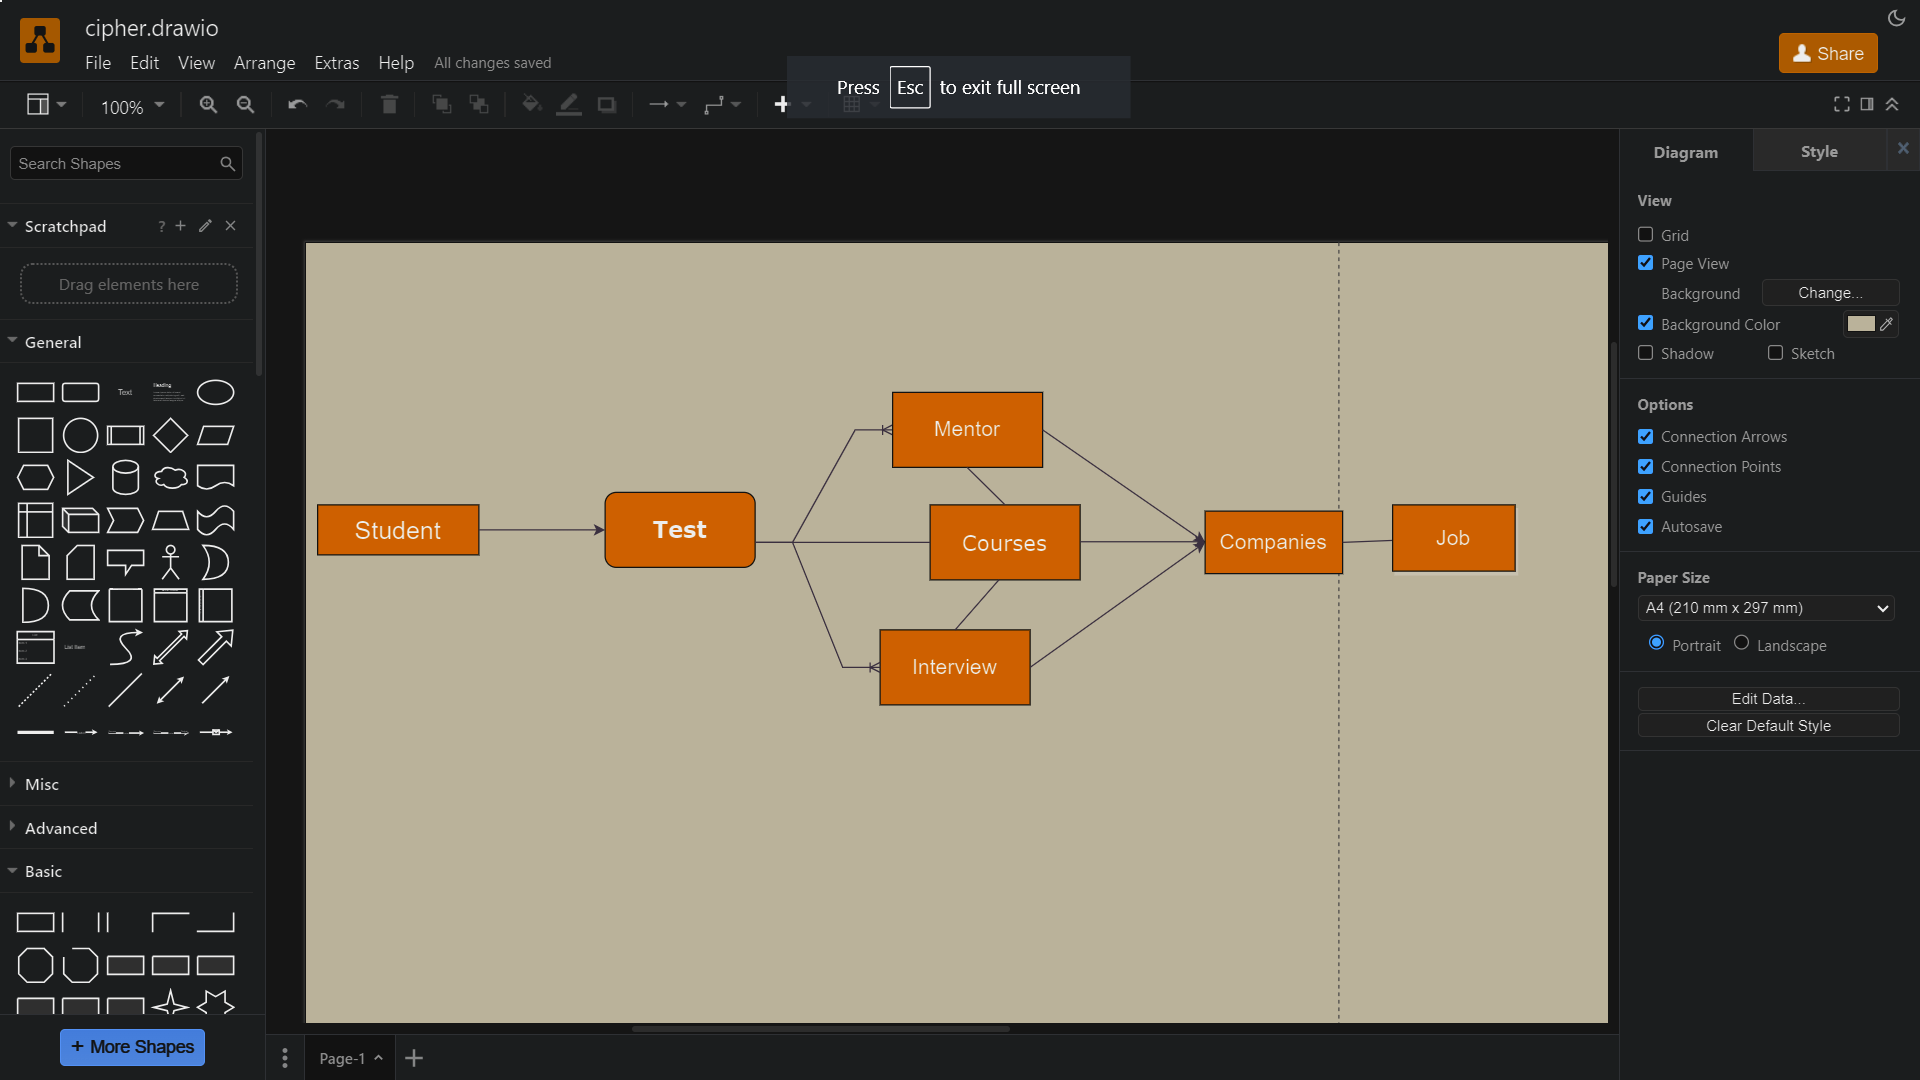 cipher.drawio
File Edit View Arrange Extras Help All changes saved
Share
Press Esc to exit full screen
100%
Search Shapes
Scratchpad
?
Drag elements here
General
Text
Heading
List Item
Misc
Advanced
Basic
+ More Shapes
Student
Test
Mentor
Courses
Interview
Companies
Job
Page-1
Diagram
Style
View
Grid
Page View
Background
Change...
Background Color
Shadow
Sketch
Options
Connection Arrows
Connection Points
Guides
Autosave
Paper Size
A4 (210 mm x 297 mm)
Portrait
Landscape
Edit Data...
Clear Default Style